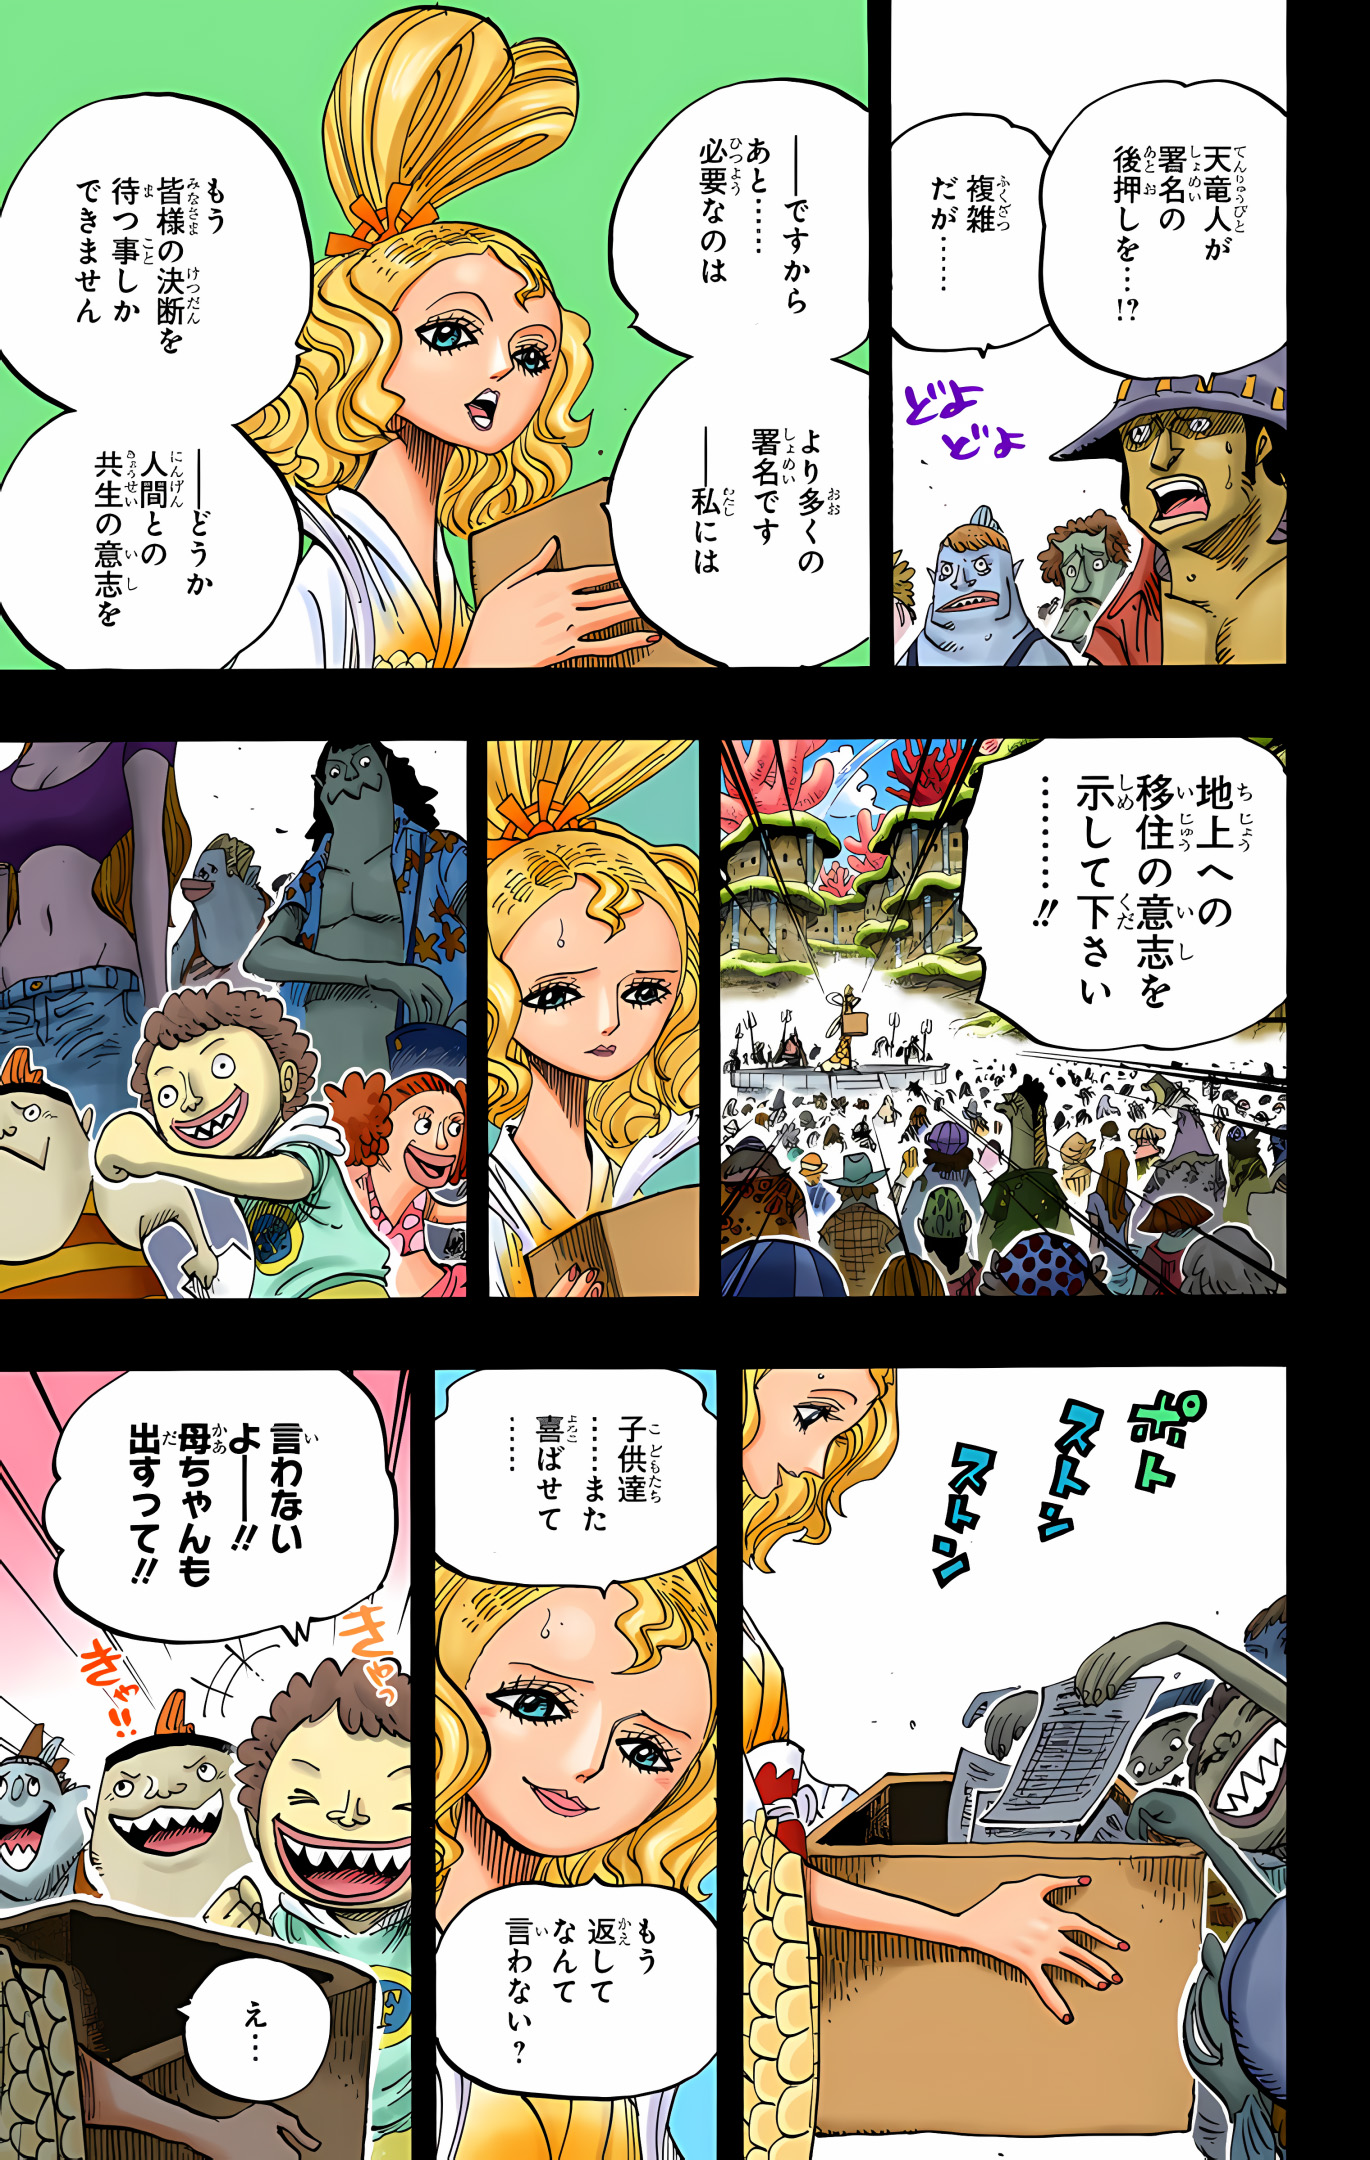 天竜人が
署名の
後押しを…!?
複雑
だが……
どよ
どよ
――ですから
あと……
必要なのは
より多くの
署名です
――私には
もう
皆様の決断を
待つ事しか
できません
――どうか
人間との
共生の意志を
地上への
移住の意志を
示して下さい
………!!
ポト
ストン
ストン
子供達
……また
喜ばせて
……
もう
返して
なんて
言わない?
言わない
よ――!!
母ちゃんも
出すって!!
きゃっ
きゃっ!!
え…